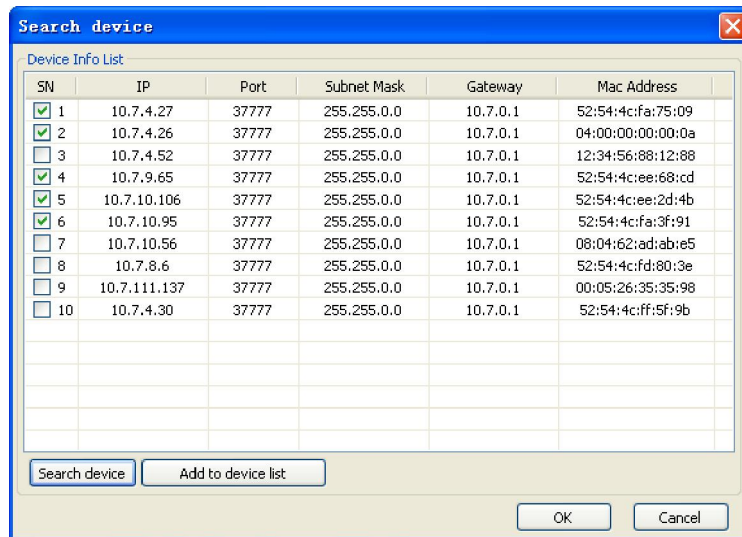 Search device
Device Info List
SN IP Port Subnet Mask Gateway Mac Address
1 10.7.4.27 37777 255.255.0.0 10.7.0.1 52:54:4c:fa:75:09
2 10.7.4.26 37777 255.255.0.0 10.7.0.1 04:00:00:00:00:0a
3 10.7.4.52 37777 255.255.0.0 10.7.0.1 12:34:56:88:12:88
4 10.7.9.65 37777 255.255.0.0 10.7.0.1 52:54:4c:ee:68:cd
5 10.7.10.106 37777 255.255.0.0 10.7.0.1 52:54:4c:ee:2d:4b
6 10.7.10.95 37777 255.255.0.0 10.7.0.1 52:54:4c:fa:3f:91
7 10.7.10.56 37777 255.255.0.0 10.7.0.1 08:04:62:ad:ab:e5
8 10.7.8.6 37777 255.255.0.0 10.7.0.1 52:54:4c:fd:80:3e
9 10.7.111.137 37777 255.255.0.0 10.7.0.1 00:05:26:35:35:98
10 10.7.4.30 37777 255.255.0.0 10.7.0.1 52:54:4c:ff:5f:9b
Search device Add to device list
OK Cancel